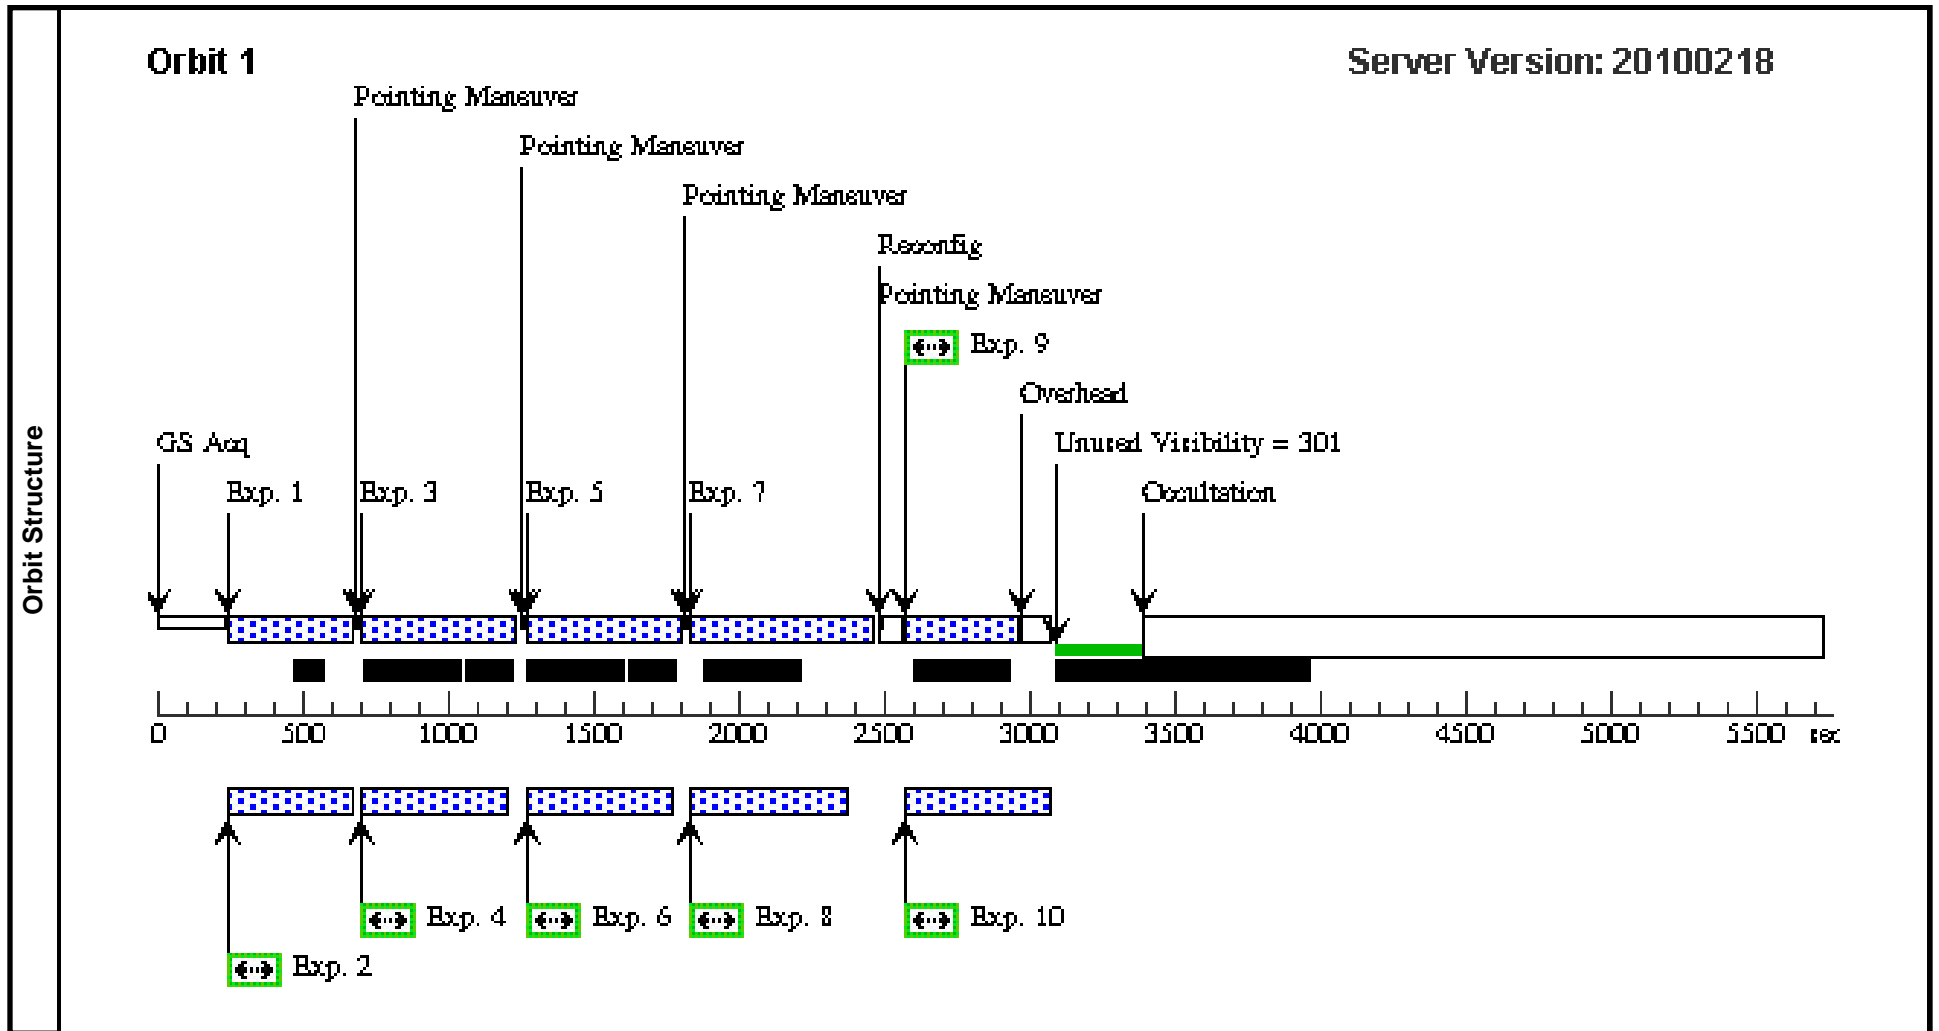 Orbit 1
Server Version: 20100218
Pointing Maneuver
Pointing Maneuver
Pointing Maneuver
Reconfig
Pointing Maneuver
Exp. 9
Overhead
GS Acq
Unused Visibility = 301
Exp. 1
Exp. 3
Exp. 5
Exp. 7
Occultation
Orbit Structure
0 500 1000 1500 2000 2500 3000 3500 4000 4500 5000 5500 sec
Exp. 4
Exp. 6
Exp. 8
Exp. 10
Exp. 2